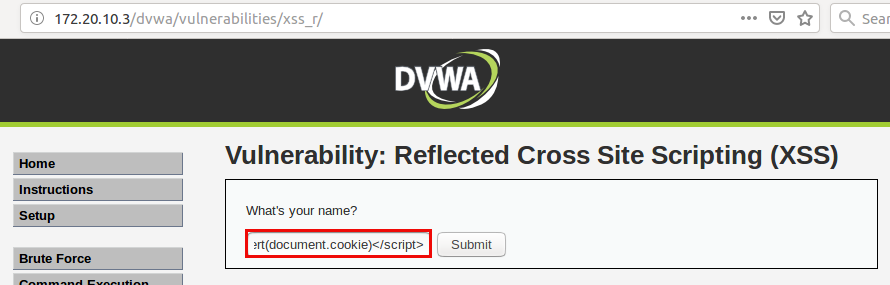 172.20.10.3/dvwa/vulnerabilities/xss_r/
Sear
DVWA
Vulnerability: Reflected Cross Site Scripting (XSS)
Home
Instructions
Setup
What's your name?
ert(document.cookie)</script>
Submit
Brute Force
Command Execution